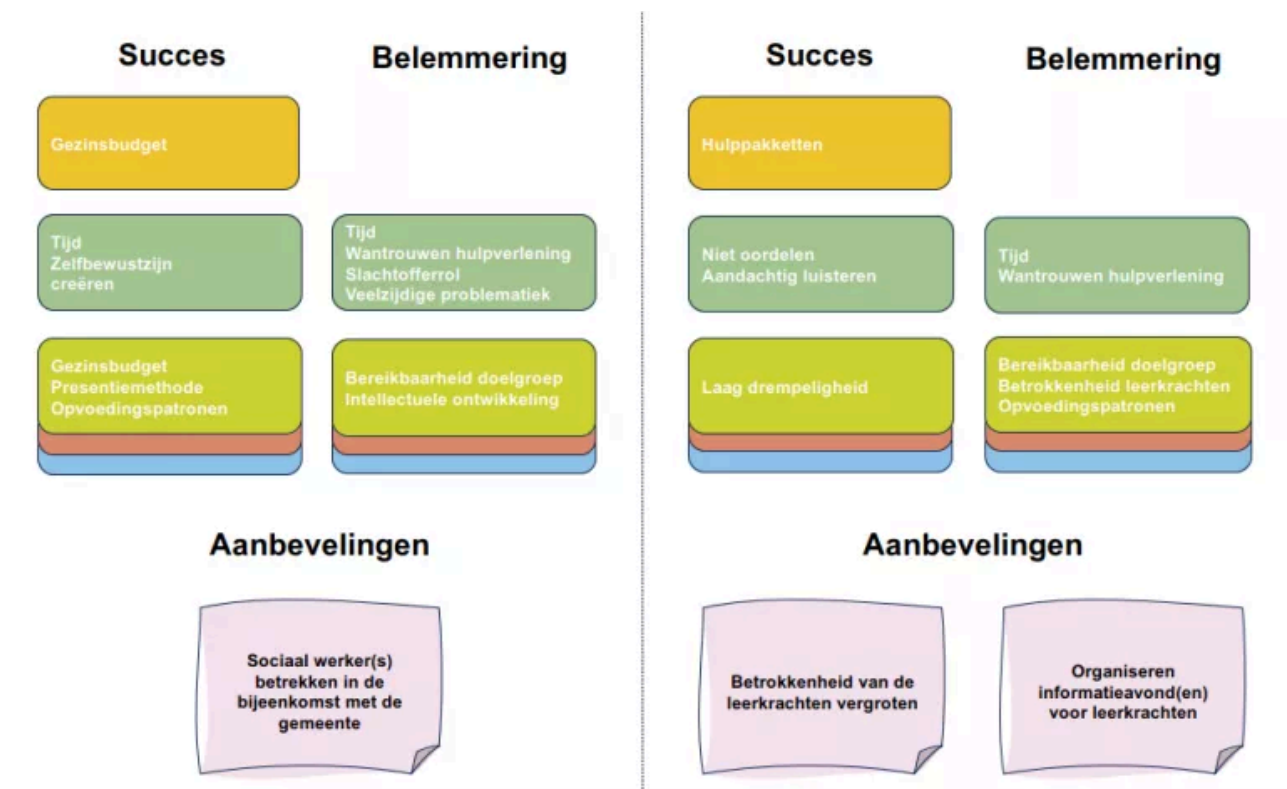 Succes
Belemmering
Gezinsbudget
Tijd
Zelfbewustzijn
creëren
Tijd
Wantrouwen hulpverlening
Slachtofferrol
Veelzijdige problematiek
Gezinsbudget
Presentiemethode
Opvoedingspatronen
Bereikbaarheid doelgroep
Intellectuele ontwikkeling
Aanbevelingen
Sociaal werker(s)
betrekken in de
bijeenkomst met de
gemeente
Succes
Belemmering
Hulppakketten
Niet oordelen
Aandachtig luisteren
Tijd
Wantrouwen hulpverlening
Laag drempeligheid
Bereikbaarheid doelgroep
Betrokkenheid leerkrachten
Opvoedingspatronen
Aanbevelingen
Betrokkenheid van de
leerkrachten vergroten
Organiseren
informatieavond(en)
voor leerkrachten